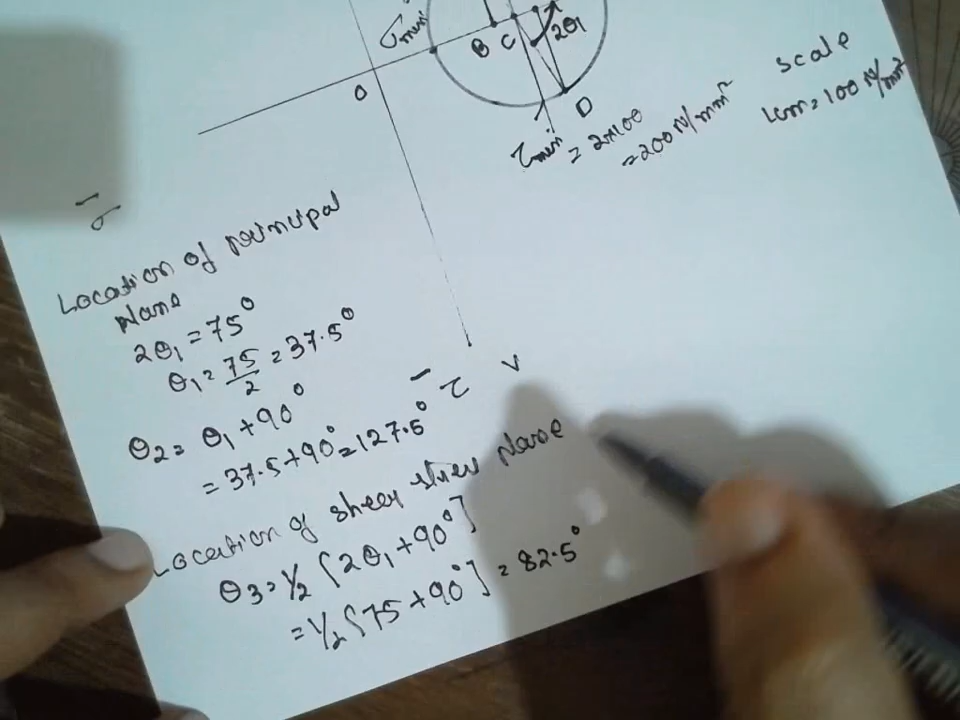 σmin
B C 2θ1
O
D
scale
1cm = 100 N/mm²
τmin = 2×100
= 200 N/mm²
-σ
Location of principal
plane
2θ1 = 75°
θ1 = 75/2 = 37.5°
θ2 = θ1 + 90°
= 37.5 + 90° = 127.5°
-τ
Location of shear stress plane
θ3 = 1/2 [2θ1 + 90°]
= 1/2 [75 + 90°] = 82.5°